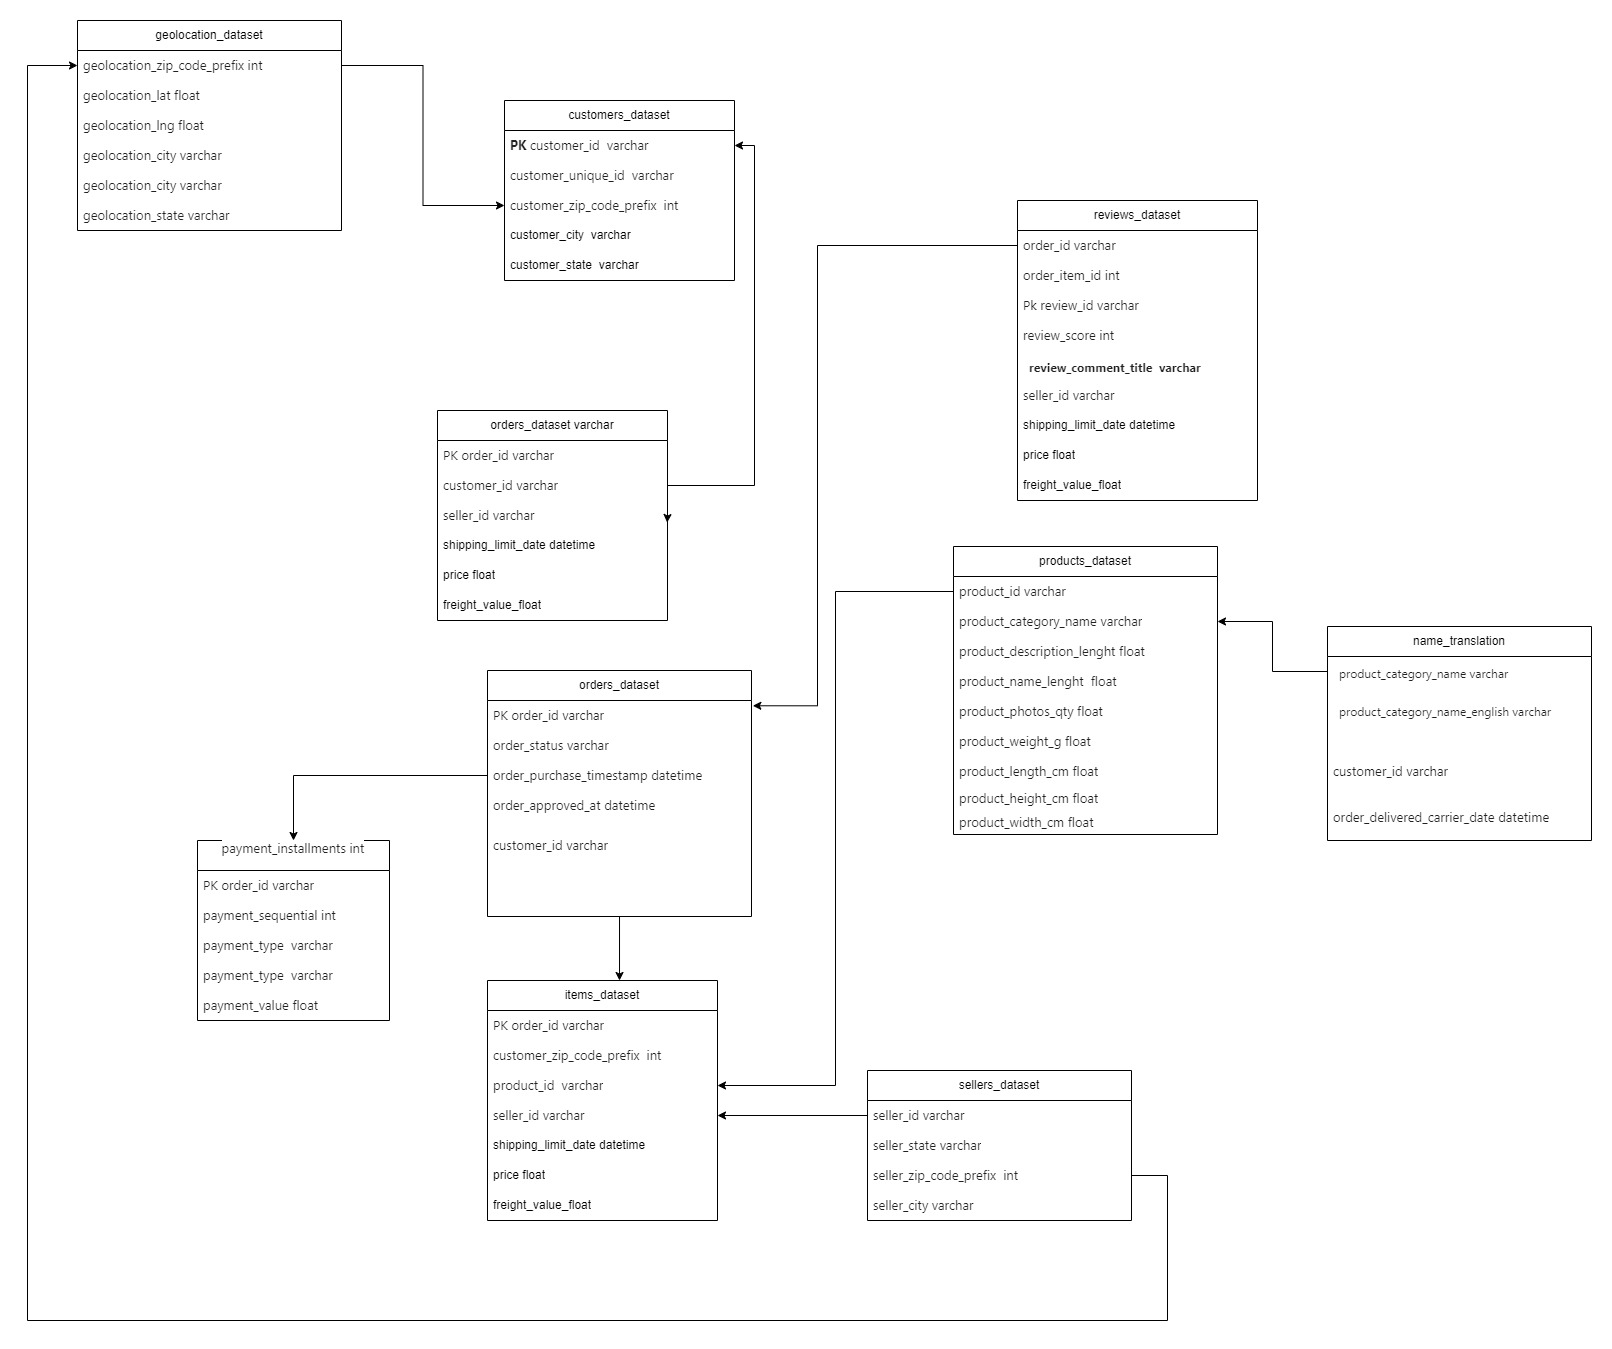 geolocation_dataset
geolocation_zip_code_prefix int
geolocation_lat float
geolocation_lng float
geolocation_city varchar
geolocation_city varchar
geolocation_state varchar
customers_dataset
PK customer_id varchar
customer_unique_id varchar
customer_zip_code_prefix int
customer_city varchar
customer_state varchar
reviews_dataset
order_id varchar
order_item_id int
Pk review_id varchar
review_score int
review_comment_title varchar
seller_id varchar
shipping_limit_date datetime
price float
freight_value_float
orders_dataset varchar
PK order_id varchar
customer_id varchar
seller_id varchar
shipping_limit_date datetime
price float
freight_value_float
products_dataset
product_id varchar
product_category_name varchar
product_description_lenght float
product_name_lenght float
product_photos_qty float
product_weight_g float
product_length_cm float
product_height_cm float
product_width_cm float
name_translation
product_category_name varchar
product_category_name_english varchar
customer_id varchar
order_delivered_carrier_date datetime
orders_dataset
PK order_id varchar
order_status varchar
order_purchase_timestamp datetime
order_approved_at datetime
customer_id varchar
payment_installments int
PK order_id varchar
payment_sequential int
payment_type varchar
payment_type varchar
payment_value float
items_dataset
PK order_id varchar
customer_zip_code_prefix int
product_id varchar
seller_id varchar
shipping_limit_date datetime
price float
freight_value_float
sellers_dataset
seller_id varchar
seller_state varchar
seller_zip_code_prefix int
seller_city varchar